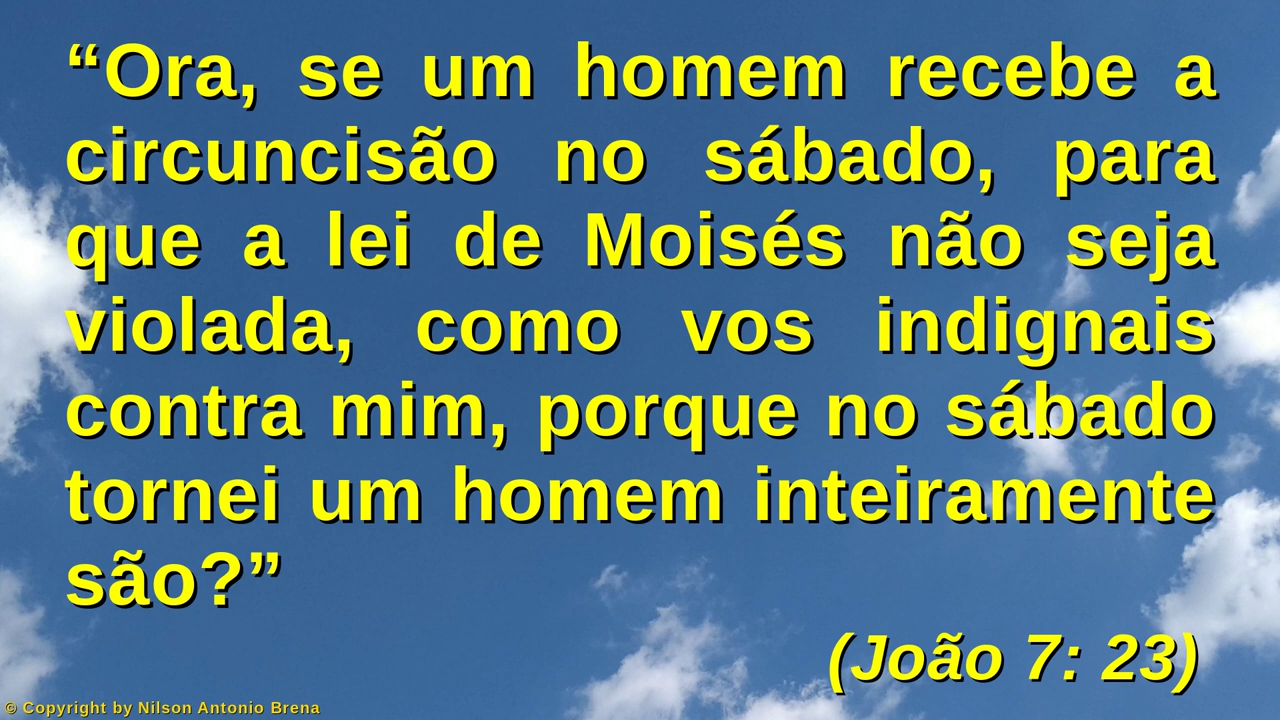 “Ora, se um homem recebe a
circuncisão no sábado, para
que a lei de Moisés não seja
violada, como vos indignais
contra mim, porque no sábado
tornei um homem inteiramente
são?”
(João 7: 23)
© Copyright by Nilson Antonio Brena